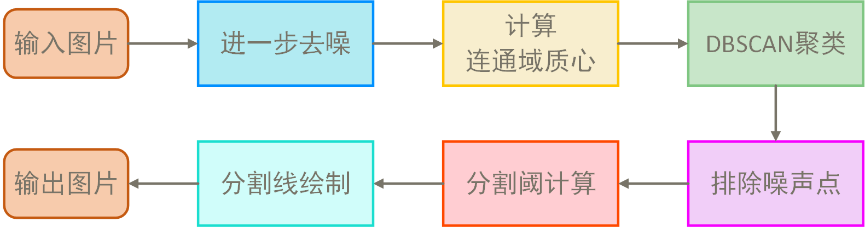 输入图片
进一步去噪
计算
连通域质心
DBSCAN聚类
排除噪声点
分割阈计算
分割线绘制
输出图片